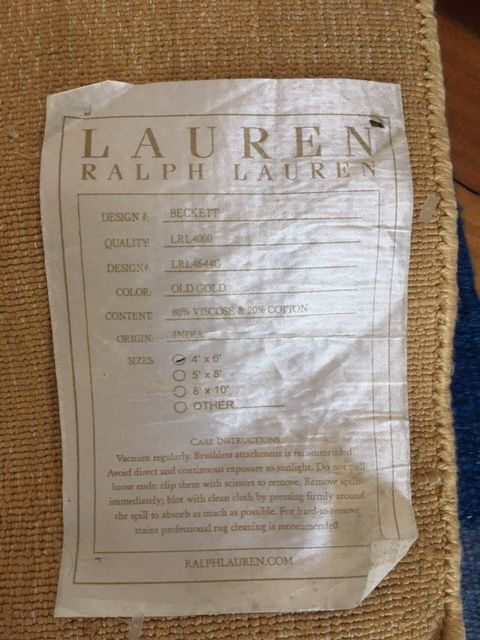 LAUREN
RALPH LAUREN
DESIGN #: BECKETT
QUALITY: LRL4000
DESIGN#: LRL4644G
COLOR: OLD GOLD
CONTENT: 80% VISCOSE & 20% COTTON
ORIGIN: INDIA
SIZES: 4' x 6'
5' x 8'
8' x 10'
OTHER
CARE INSTRUCTIONS
Vacuum regularly. Brushless attachment is recommended.
Avoid direct and continuous exposure to sunlight. Do not pull
loose ends; clip them with scissors to remove. Remove spills
immediately; blot with clean cloth by pressing firmly around
the spill to absorb as much as possible. For hard-to-remove
stains professional rug cleaning is recommended.
RALPHLAUREN.COM